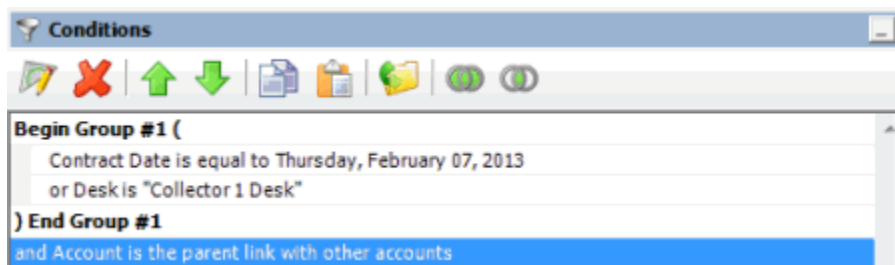 Conditions
Begin Group #1 (
Contract Date is equal to Thursday, February 07, 2013
or Desk is "Collector 1 Desk"
) End Group #1
and Account is the parent link with other accounts